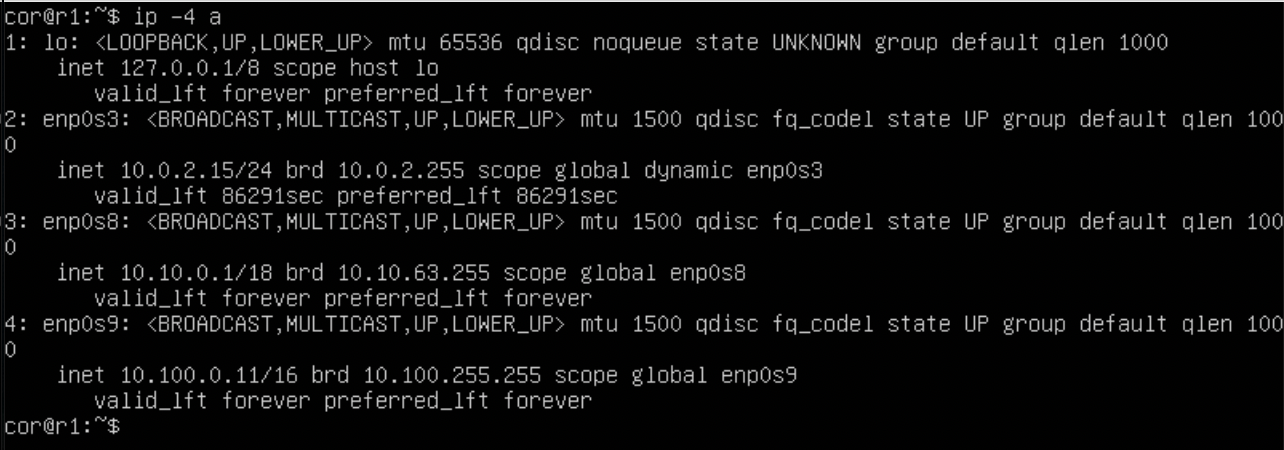 cor@r1:~$ ip -4 a
1: lo: <LOOPBACK,UP,LOWER_UP> mtu 65536 qdisc noqueue state UNKNOWN group default qlen 1000
    inet 127.0.0.1/8 scope host lo
       valid_lft forever preferred_lft forever
2: enp0s3: <BROADCAST,MULTICAST,UP,LOWER_UP> mtu 1500 qdisc fq_codel state UP group default qlen 100
0
    inet 10.0.2.15/24 brd 10.0.2.255 scope global dynamic enp0s3
       valid_lft 86291sec preferred_lft 86291sec
3: enp0s8: <BROADCAST,MULTICAST,UP,LOWER_UP> mtu 1500 qdisc fq_codel state UP group default qlen 100
0
    inet 10.10.0.1/18 brd 10.10.63.255 scope global enp0s8
       valid_lft forever preferred_lft forever
4: enp0s9: <BROADCAST,MULTICAST,UP,LOWER_UP> mtu 1500 qdisc fq_codel state UP group default qlen 100
0
    inet 10.100.0.11/16 brd 10.100.255.255 scope global enp0s9
       valid_lft forever preferred_lft forever
cor@r1:~$